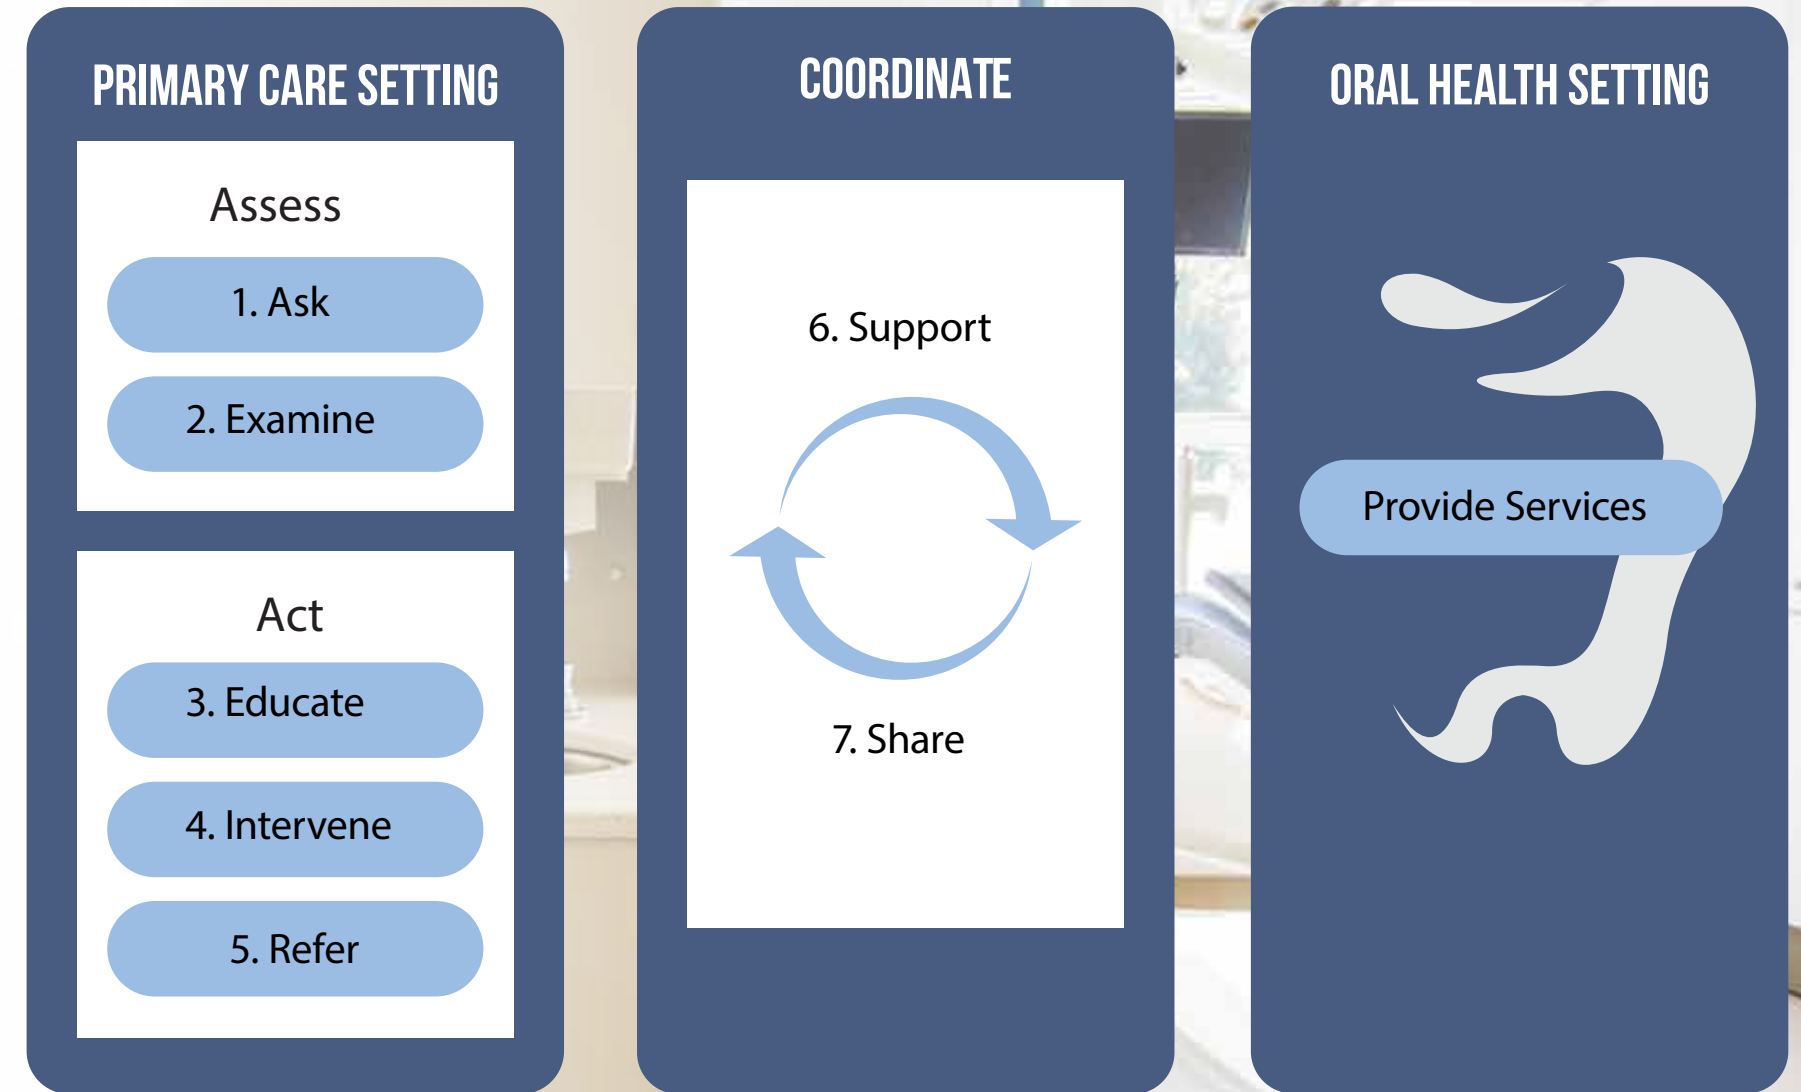 PRIMARY CARE SETTING
Assess
1. Ask
2. Examine
Act
3. Educate
4. Intervene
5. Refer
COORDINATE
6. Support
7. Share
ORAL HEALTH SETTING
Provide Services